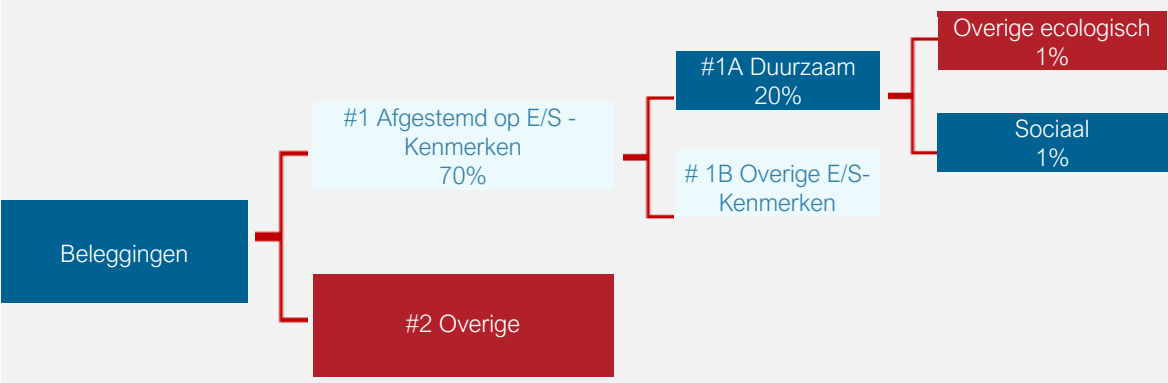 Beleggingen
#1 Afgestemd op E/S -
Kenmerken
70%
#2 Overige
#1A Duurzaam
20%
# 1B Overige E/S-
Kenmerken
Overige ecologisch
1%
Sociaal
1%